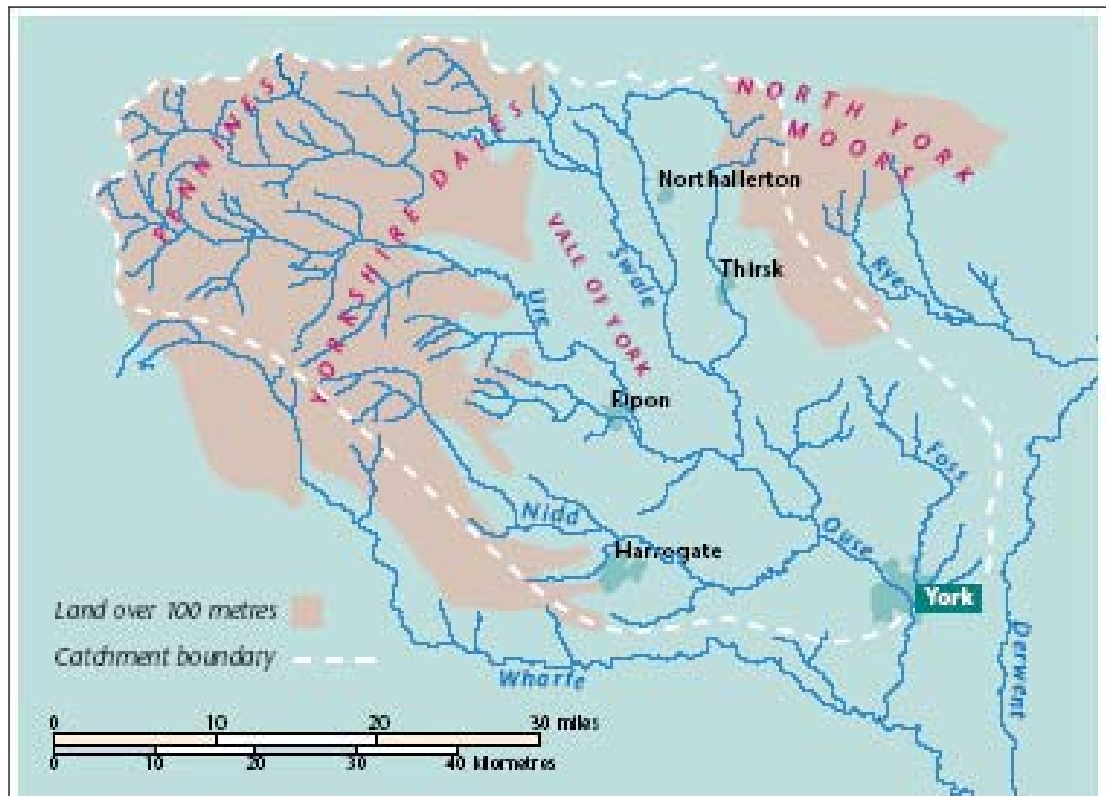 PENNINES
YORKSHIRE DALES
NORTH YORK
MOORS
Northallerton
VALE OF YORK
Swale
Thirsk
Ryes
Ure
Ripon
Foss
Nidd
Ouse
Harrogate
York
Land over 100 metres
Catchment boundary
Wharfe
Derwent
0 10 20 30 miles
0 10 20 30 40 kilometres